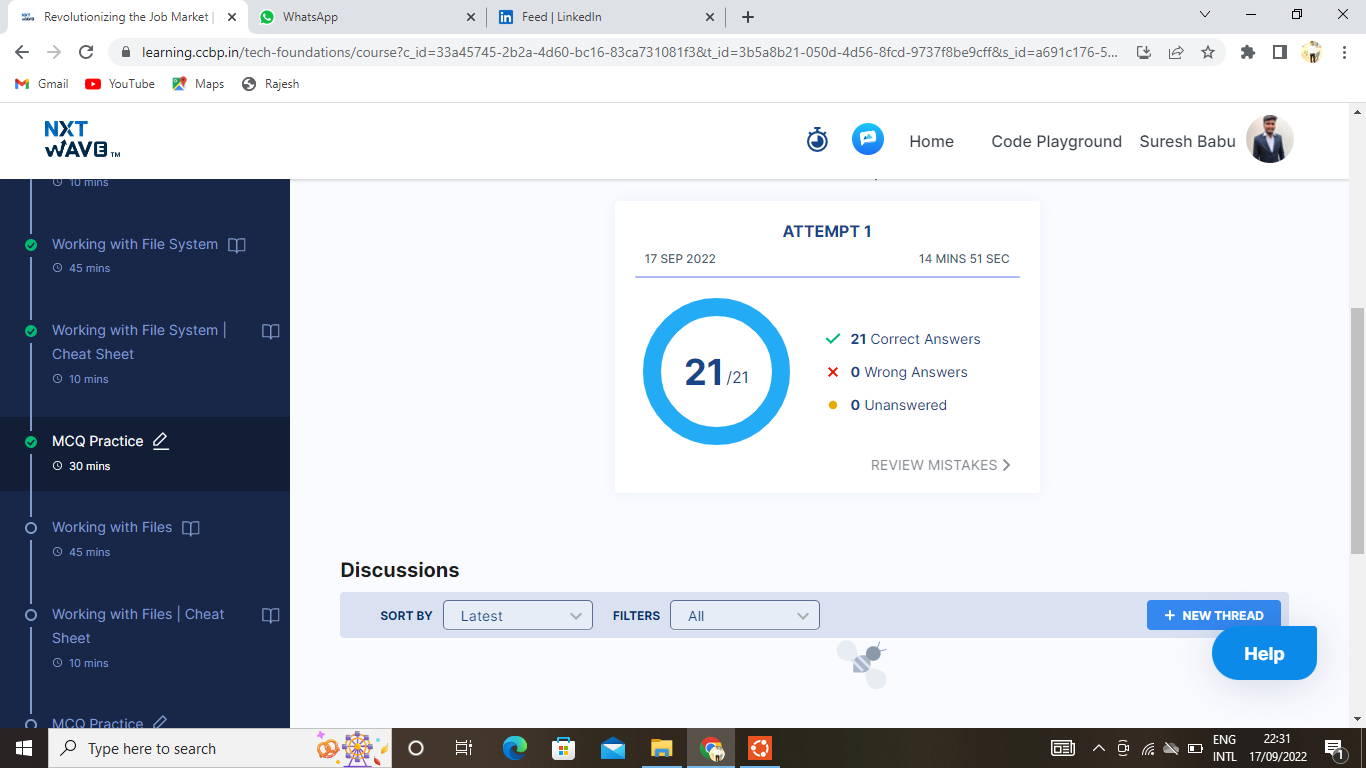 Revolutionizing the Job Market |
WhatsApp
Feed | LinkedIn
learning.ccbp.in/tech-foundations/course?c_id=33a45745-2b2a-4d60-bc16-83ca731081f3&t_id=3b5a8b21-050d-4d56-8fcd-9737f8be9cff&s_id=a691c176-5...
Gmail
YouTube
Maps
Rajesh
NXT
WAVE TM
Home
Code Playground
Suresh Babu
10 mins
Working with File System
45 mins
Working with File System |
Cheat Sheet
10 mins
MCQ Practice
30 mins
Working with Files
45 mins
Working with Files | Cheat
Sheet
10 mins
MCQ Practice
ATTEMPT 1
17 SEP 2022
14 MINS 51 SEC
21/21
21 Correct Answers
0 Wrong Answers
0 Unanswered
REVIEW MISTAKES
Discussions
SORT BY
Latest
FILTERS
All
+ NEW THREAD
Help
Type here to search
ENG
INTL
22:31
17/09/2022
1